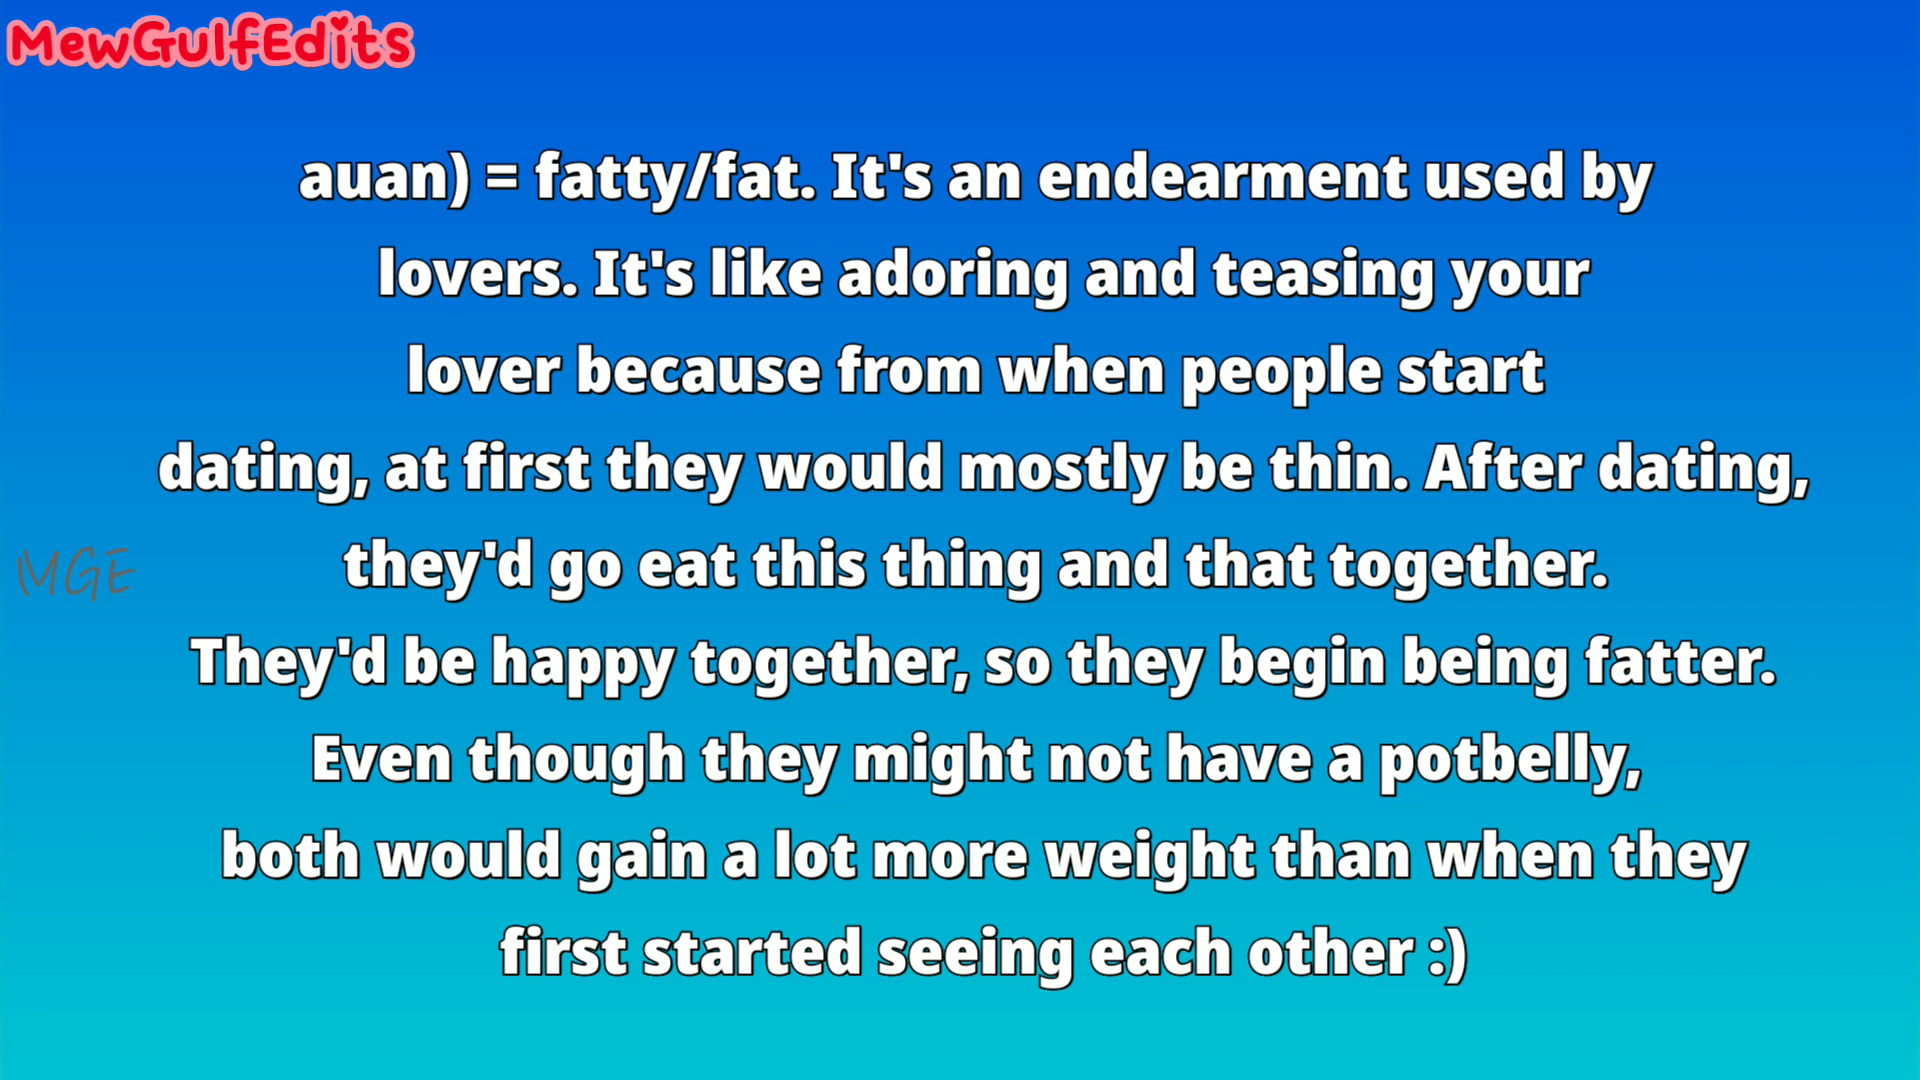 MewGulfEdits
auan) = fatty/fat. It's an endearment used by
lovers. It's like adoring and teasing your
lover because from when people start
dating, at first they would mostly be thin. After dating,
they'd go eat this thing and that together.
MGE
They'd be happy together, so they begin being fatter.
Even though they might not have a potbelly,
both would gain a lot more weight than when they
first started seeing each other :)